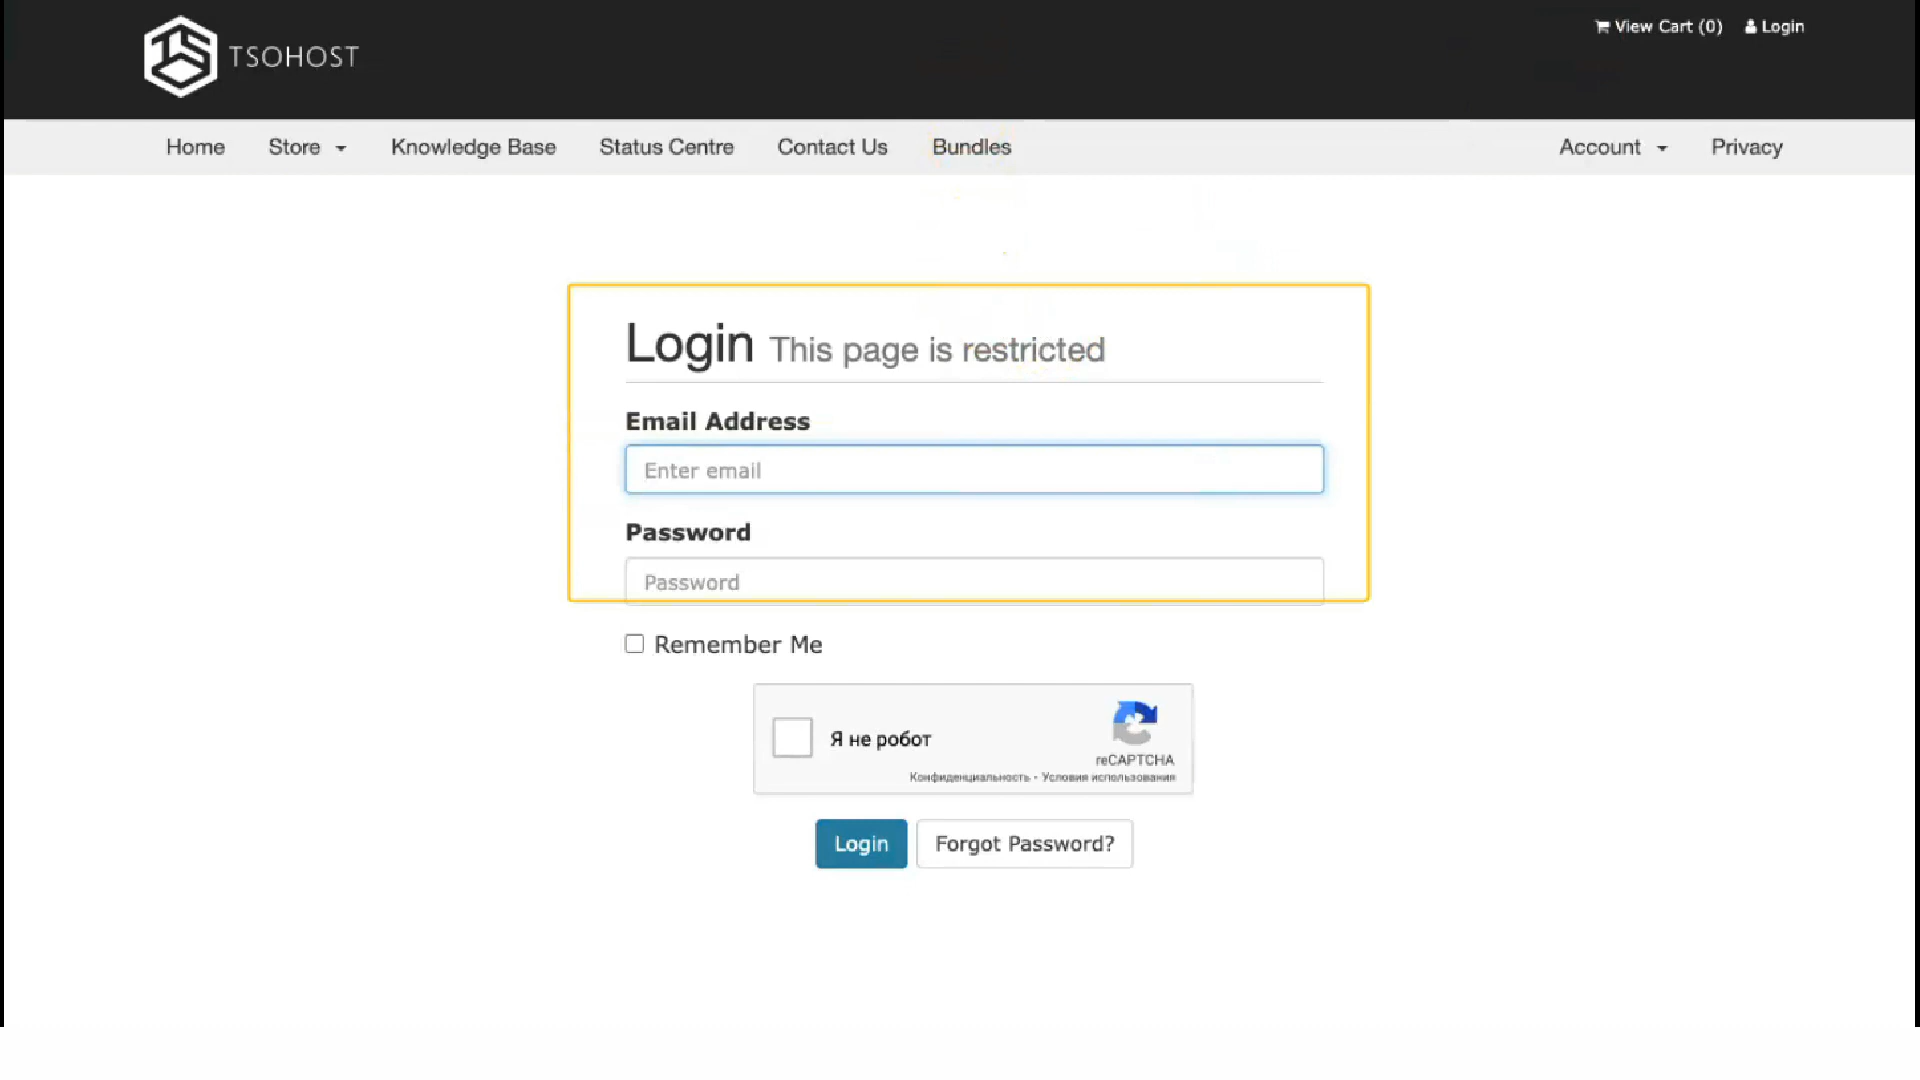 TSOHOST
View Cart (0) Login
Home Store Knowledge Base Status Centre Contact Us Bundles Account Privacy
Login This page is restricted
Email Address
Enter email
Password
Password
Remember Me
Я не робот
reCAPTCHA
Конфиденциальность - Условия использования
Login Forgot Password?